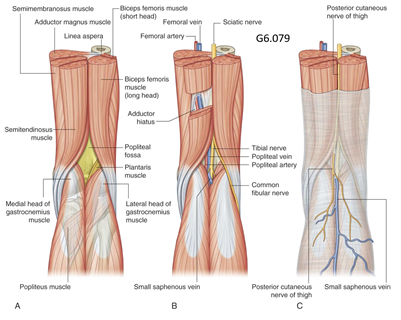 Semimembranosus muscle
Adductor magnus muscle
Linea aspera
Biceps femoris
muscle
(short head)
Biceps femoris
muscle
(long head)
Semitendinosus muscle
Popliteal
fossa
Plantaris
muscle
Medial head of
gastrocnemius
muscle
Lateral head of
gastrocnemius
muscle
Popliteus muscle
A
Femoral vein
Femoral artery
Sciatic nerve
G6.079
Adductor
hiatus
Tibial nerve
Popliteal vein
Popliteal artery
Common
fibular nerve
Small saphenous vein
B
Posterior cutaneous
nerve of thigh
Posterior cutaneous
nerve of thigh
Small saphenous vein
C